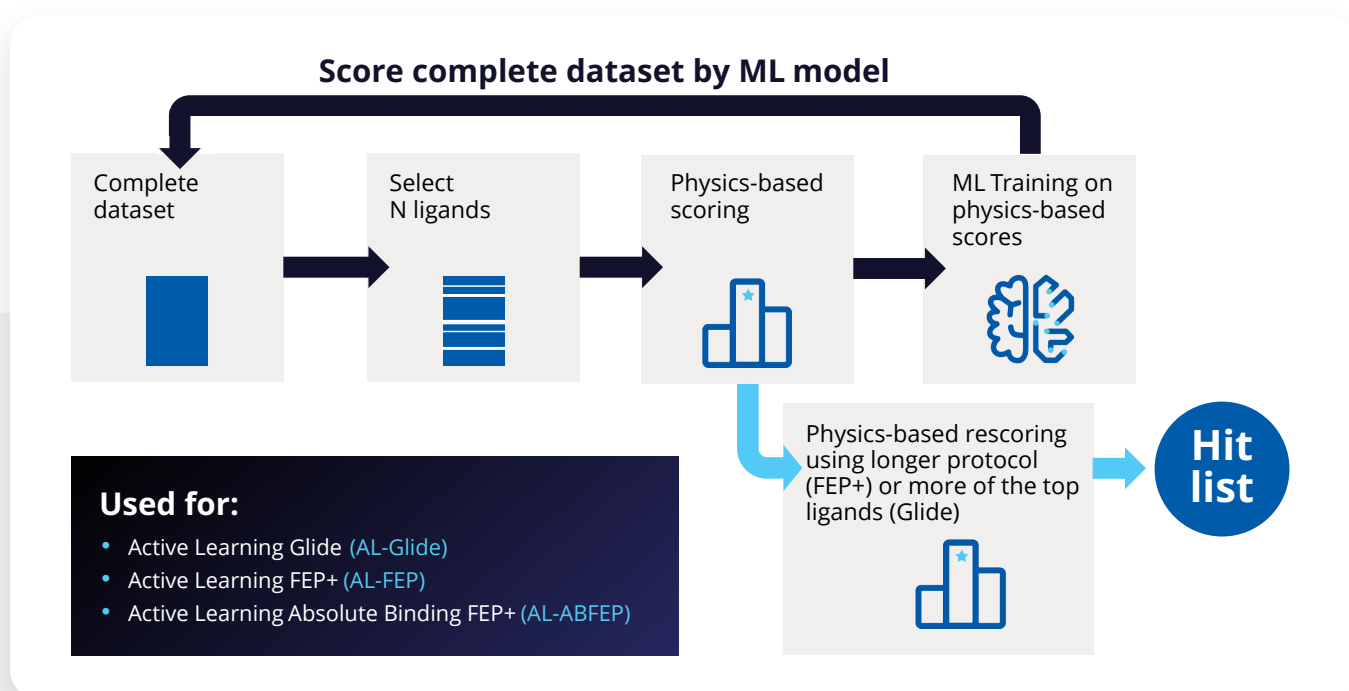 Score complete dataset by ML model
Complete
dataset
Select
N ligands
Physics-based
scoring
ML Training on
physics-based
scores
Physics-based rescoring
using longer protocol
(FEP+) or more of the top
ligands (Glide)
Hit
list
Used for:
• Active Learning Glide (AL-Glide)
• Active Learning FEP+ (AL-FEP)
• Active Learning Absolute Binding FEP+ (AL-ABFEP)